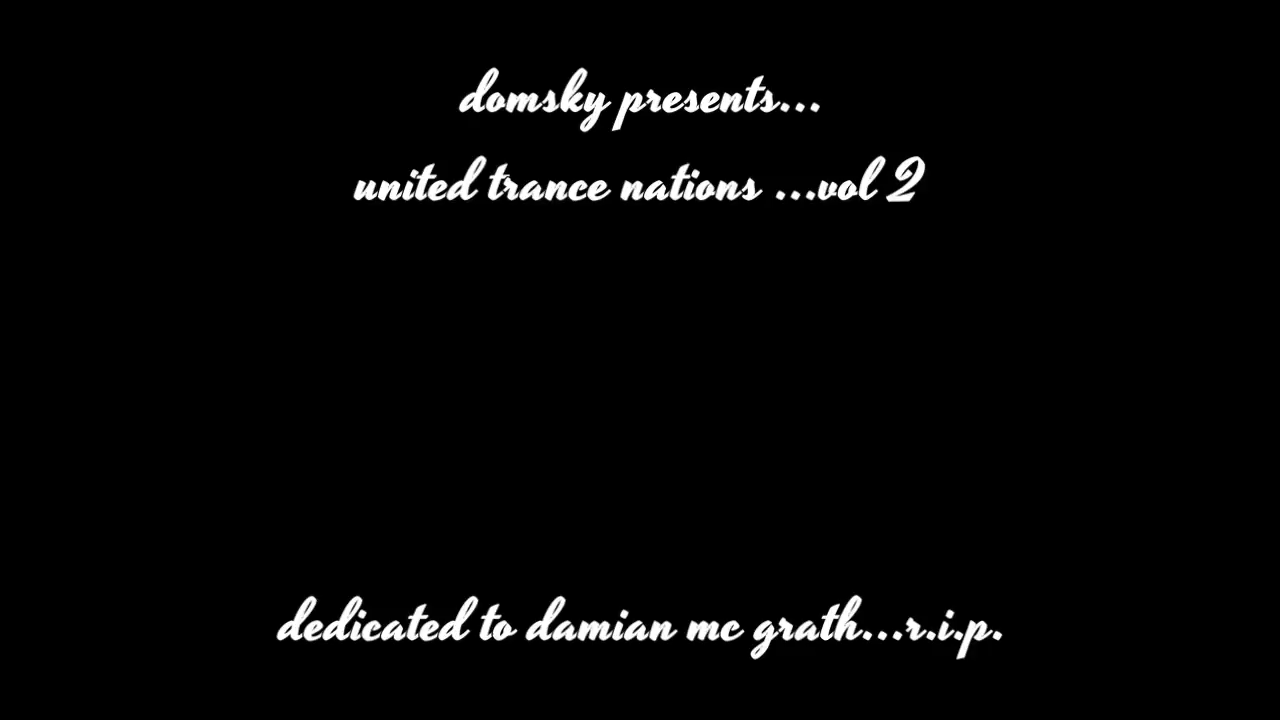 domsky presents...
united trance nations ...vol 2
dedicated to damian mc grath...r.i.p.